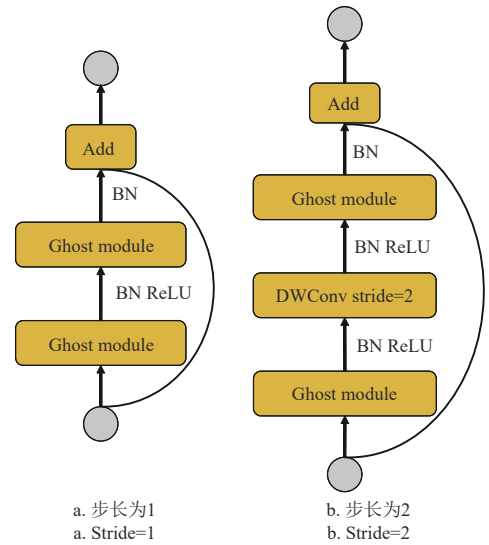 Add
BN
Ghost module
BN ReLU
Ghost module
a. 步长为1
a. Stride=1
Add
BN
Ghost module
BN ReLU
DWConv stride=2
BN ReLU
Ghost module
b. 步长为2
b. Stride=2